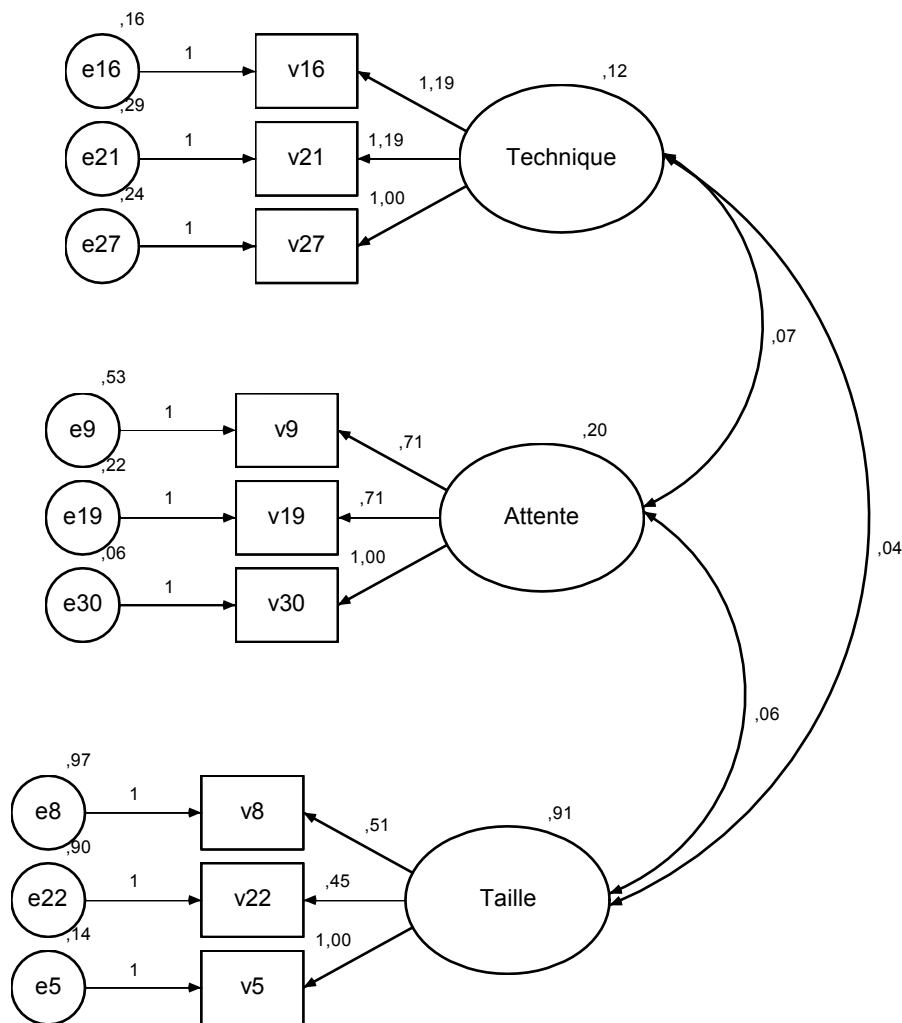 ,16
e16
1
v16
1,19
,12
,29
e21
1
v21
1,19
Technique
,24
e27
1
v27
1,00
,07
,53
e9
1
v9
,71
,20
,22
e19
1
v19
,71
Attente
,04
,06
e30
1
v30
1,00
,06
,97
e8
1
v8
,51
,91
,90
e22
1
v22
,45
Taille
,14
e5
1
v5
1,00